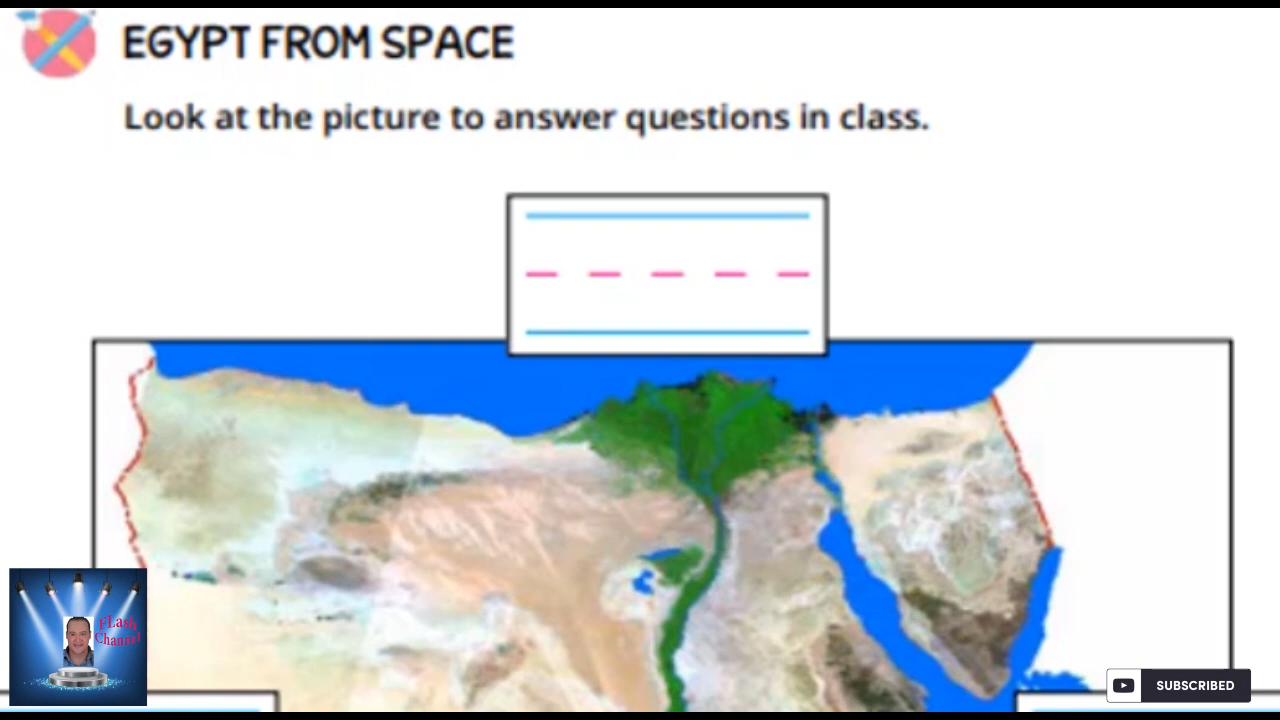 EGYPT FROM SPACE
Look at the picture to answer questions in class.
FLash
Channel
SUBSCRIBED